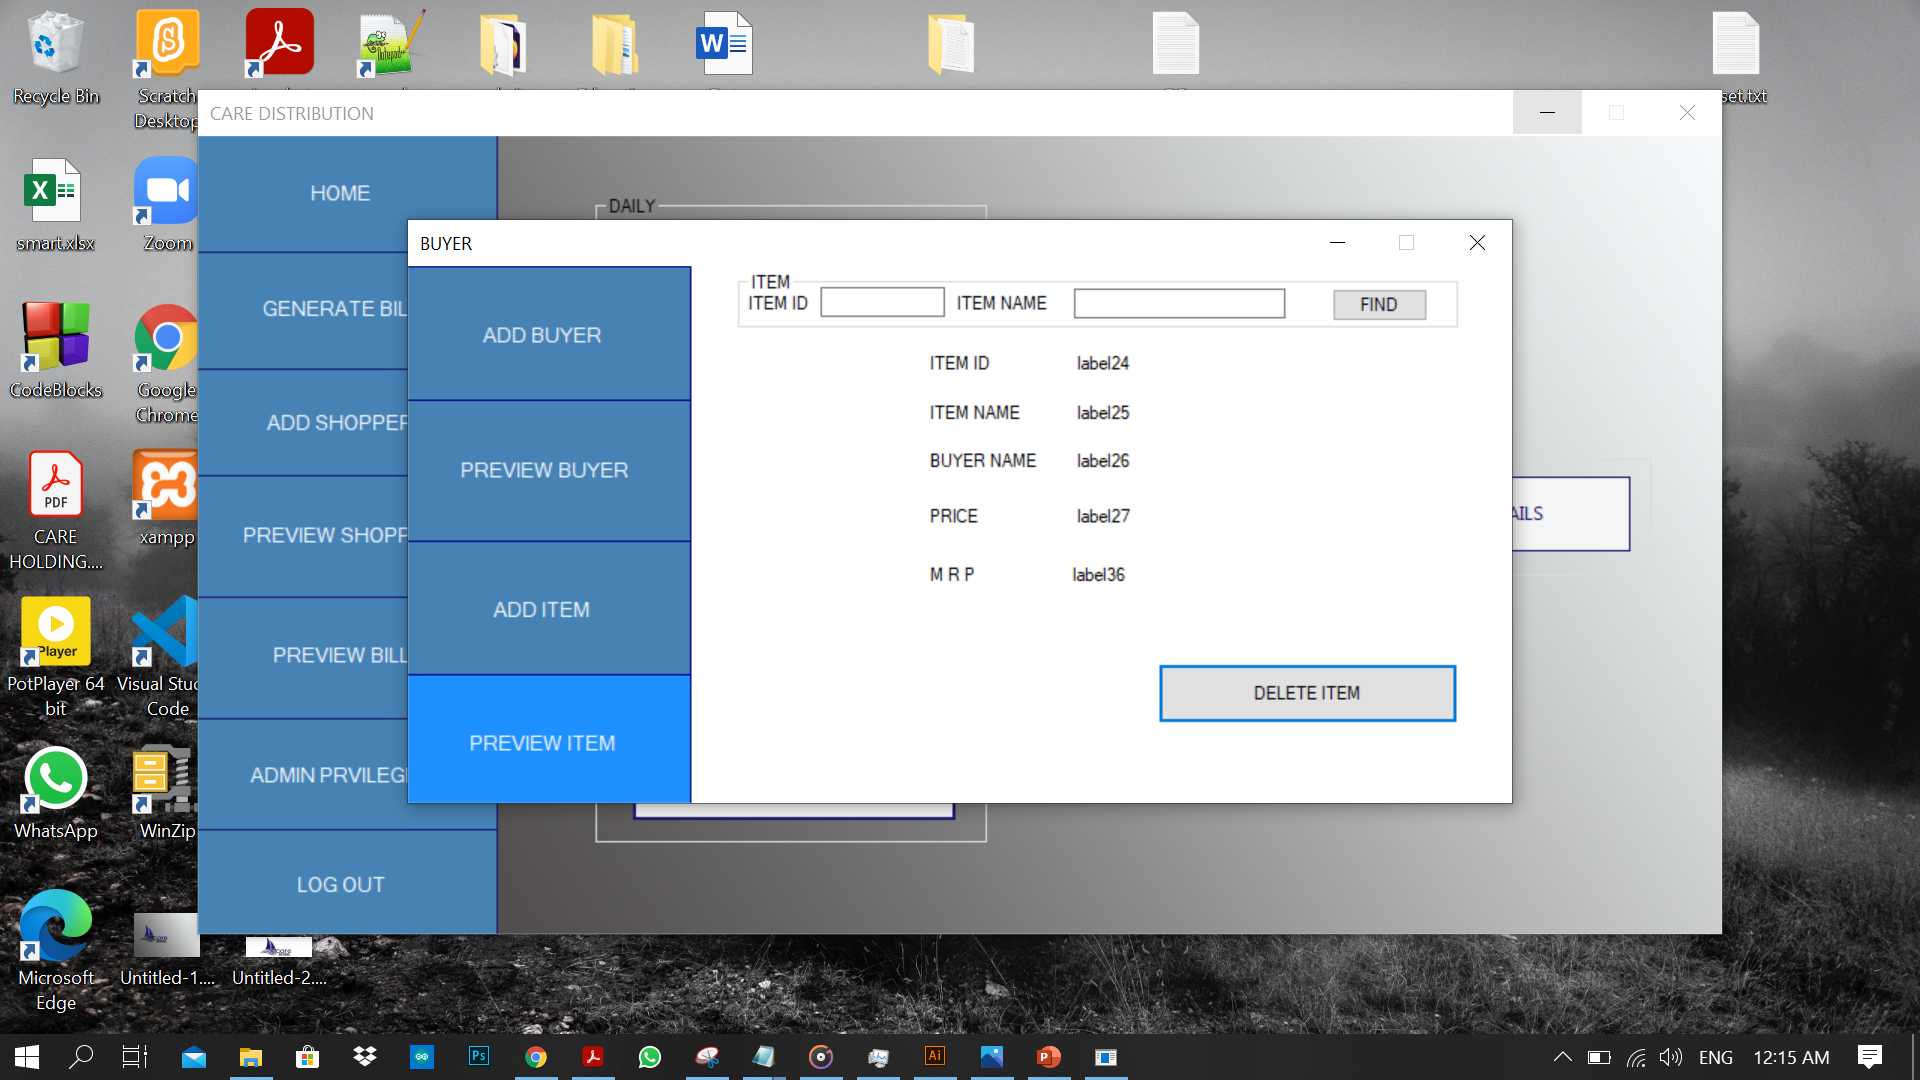 Recycle Bin
Scratch
Desktop
set.txt
smart.xlsx
Zoom
CodeBlocks
Google
Chrome
PDF
CARE
HOLDING....
xampp
Player
PotPlayer 64
bit
Visual Stu
Code
WhatsApp
WinZip
Microsoft
Edge
Untitled-1....
care
Untitled-2....
CARE DISTRIBUTION
HOME
GENERATE BIL
ADD SHOPPER
PREVIEW SHOPP
PREVIEW BILL
ADMIN PRVILEG
LOG OUT
DAILY
AILS
BUYER
ADD BUYER
PREVIEW BUYER
ADD ITEM
PREVIEW ITEM
ITEM
ITEM ID
ITEM NAME
FIND
ITEM ID label24
ITEM NAME label25
BUYER NAME label26
PRICE label27
M R P label36
DELETE ITEM
ENG
12:15 AM